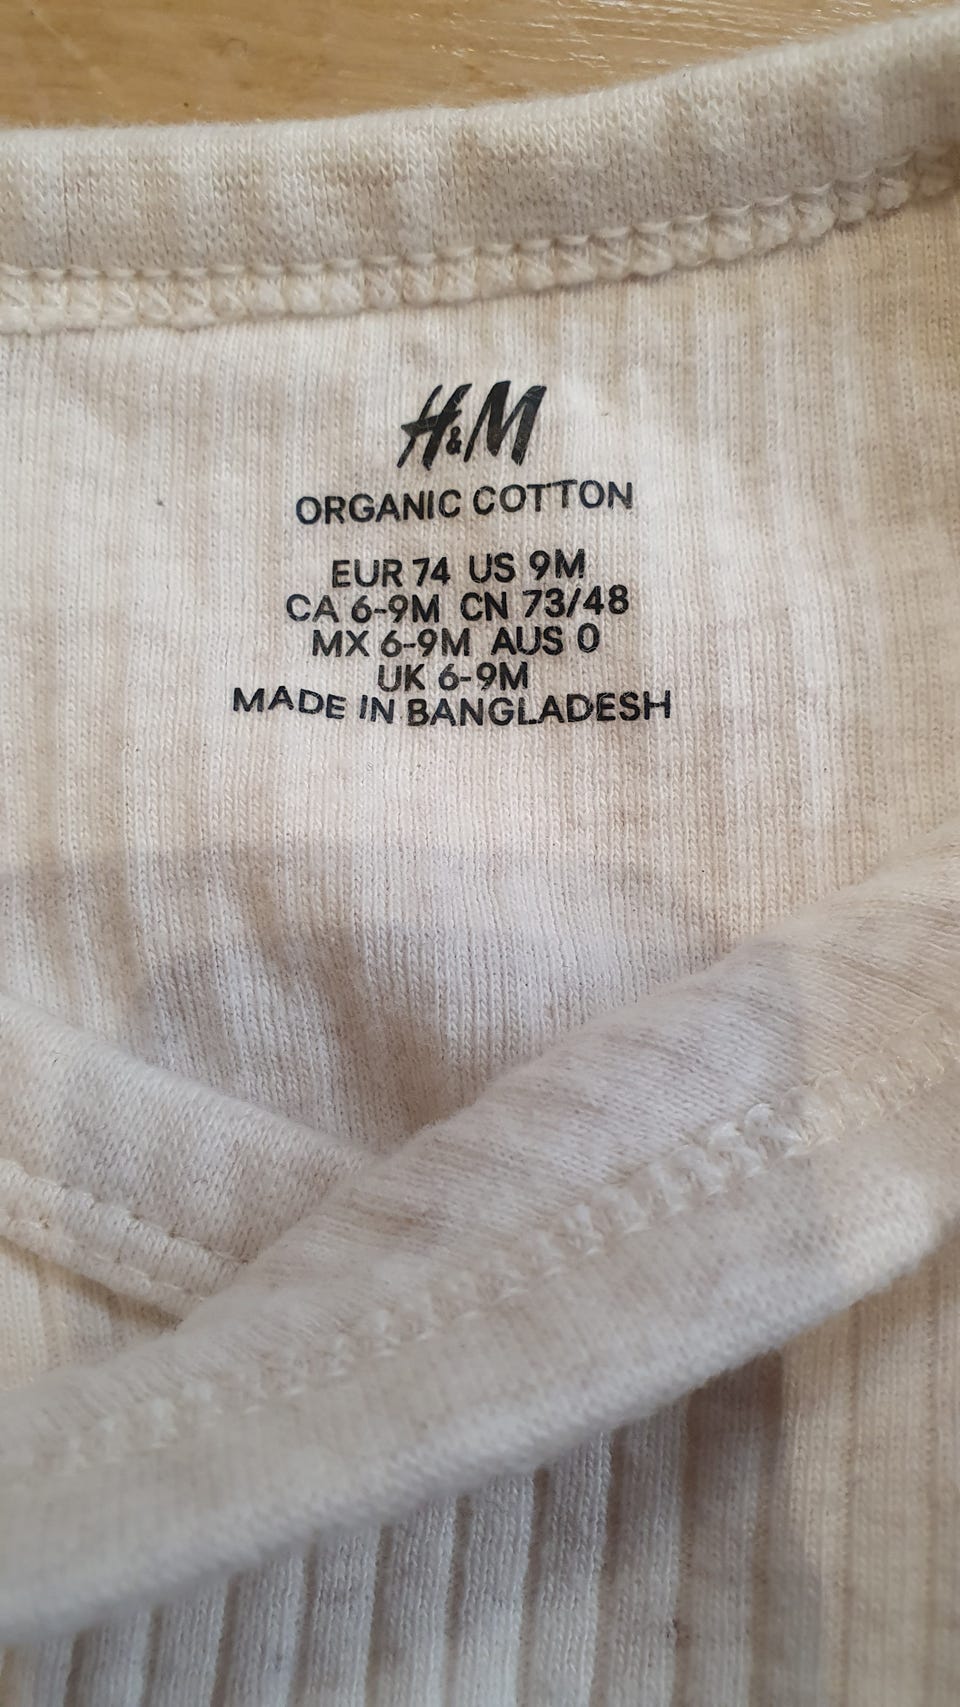 H&M
ORGANIC COTTON
EUR 74 US 9M
CA 6-9M CN 73/48
MX 6-9M AUS 0
UK 6-9M
MADE IN BANGLADESH